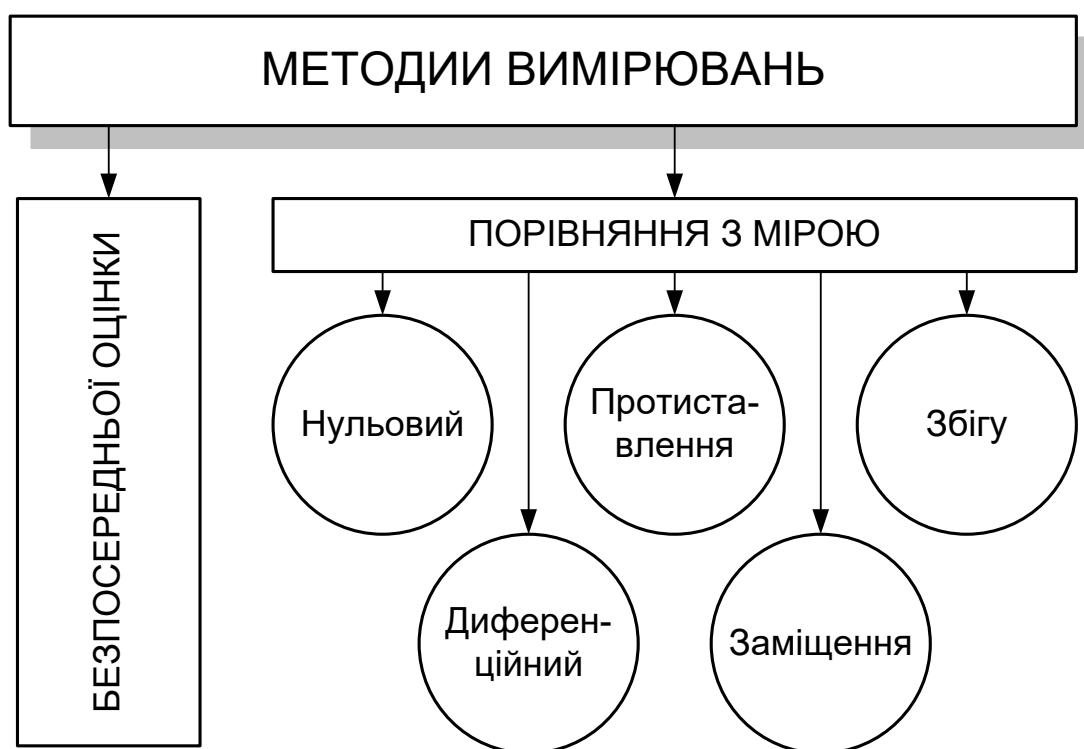 МЕТОДИИ ВИМІРЮВАНЬ
БЕЗПОСЕРЕДНЬОЇ ОЦІНКИ
ПОРІВНЯННЯ З МІРОЮ
Нульовий
Протиста-
влення
Збігу
Диферен-
ційний
Заміщення